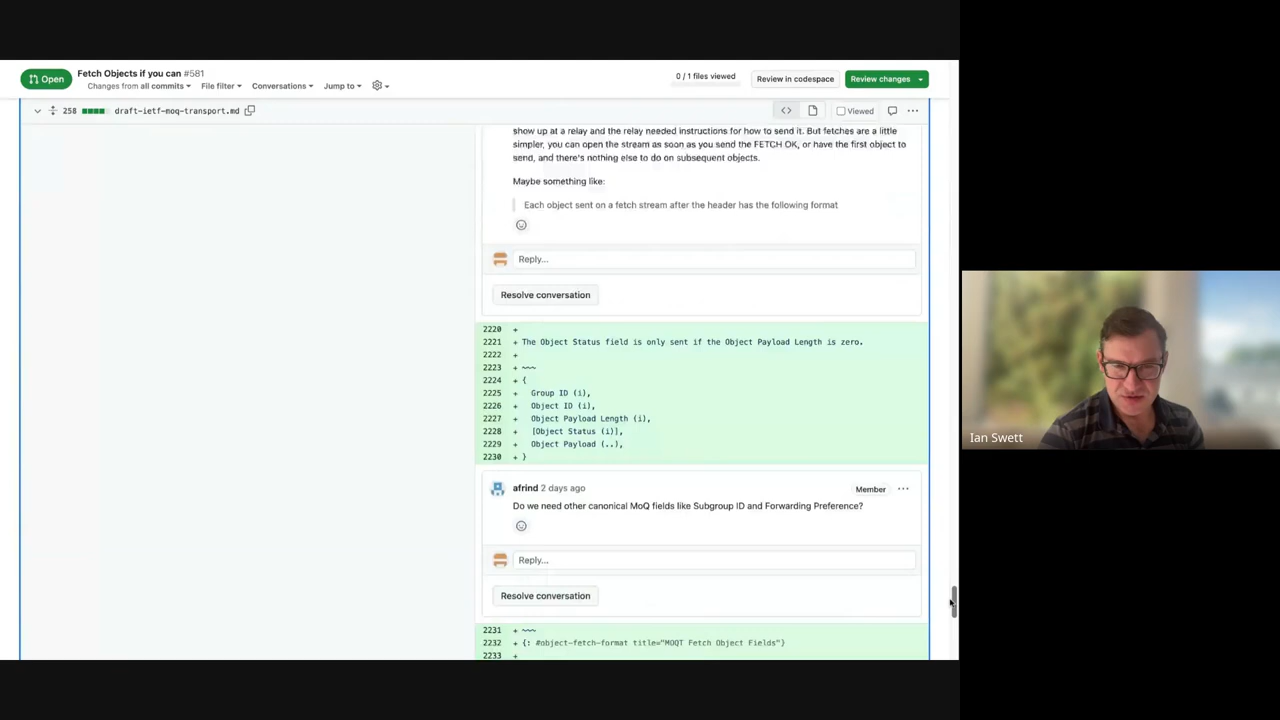 Open
Fetch Objects if you can #581
Changes from all commits
File filter
Conversations
Jump to
0 / 1 files viewed
Review in codespace
Review changes
258
draft-ietf-moq-transport.md
Viewed
show up at a relay and the relay needed instructions for how to send it. But fetches are a little
simpler, you can open the stream as soon as you send the FETCH OK, or have the first object to
send, and there's nothing else to do on subsequent objects.
Maybe something like:
Each object sent on a fetch stream after the header has the following format
Reply...
Resolve conversation
2220 +
2221 + The Object Status field is only sent if the Object Payload Length is zero.
2222 +
2223 + ~~~
2224 + {
2225 + Group ID (i),
2226 + Object ID (i),
2227 + Object Payload Length (i),
2228 + [Object Status (i)],
2229 + Object Payload (..),
2230 + }
afrind 2 days ago
Member
Do we need other canonical MoQ fields like Subgroup ID and Forwarding Preference?
Reply...
Resolve conversation
2231 + ~~~
2232 + {: #object-fetch-format title="MOQT Fetch Object Fields"}
2233 +
Ian Swett